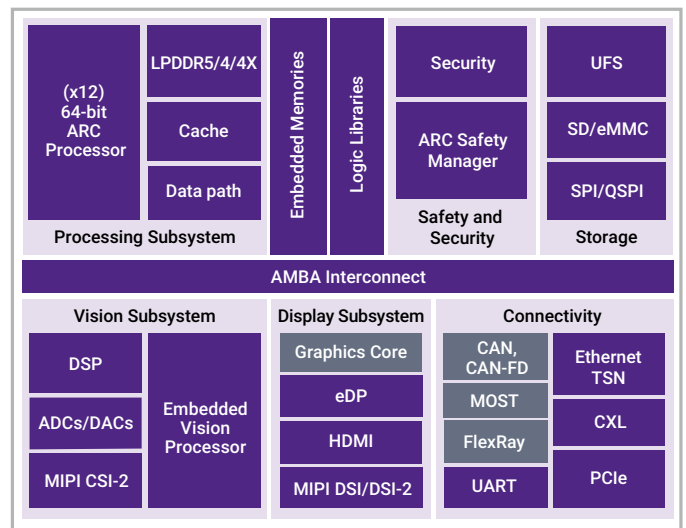 (x12)
64-bit
ARC
Processor
LPDDR5/4/4X
Cache
Data path
Processing Subsystem
Embedded Memories
Logic Libraries
Security
ARC Safety
Manager
Safety and
Security
UFS
SD/eMMC
SPI/QSPI
Storage
AMBA Interconnect
Vision Subsystem
DSP
ADCs/DACs
MIPI CSI-2
Embedded
Vision
Processor
Display Subsystem
Graphics Core
eDP
HDMI
MIPI DSI/DSI-2
Connectivity
CAN,
CAN-FD
MOST
FlexRay
UART
Ethernet
TSN
CXL
PCIe